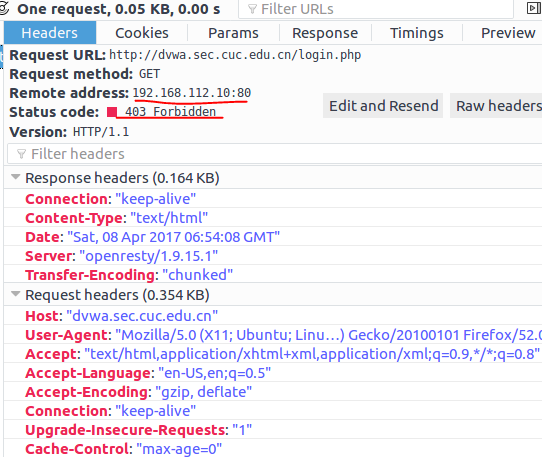 One request, 0.05 KB, 0.00 s Filter URLs
Headers Cookies Params Response Timings Preview
Request URL: http://dvwa.sec.cuc.edu.cn/login.php
Request method: GET
Remote address: 192.168.112.10:80
Status code: 403 Forbidden Edit and Resend Raw headers
Version: HTTP/1.1
Filter headers
Response headers (0.164 KB)
Connection: "keep-alive"
Content-Type: "text/html"
Date: "Sat, 08 Apr 2017 06:54:08 GMT"
Server: "openresty/1.9.15.1"
Transfer-Encoding: "chunked"
Request headers (0.354 KB)
Host: "dvwa.sec.cuc.edu.cn"
User-Agent: "Mozilla/5.0 (X11; Ubuntu; Linu…) Gecko/20100101 Firefox/52.0
Accept: "text/html,application/xhtml+xml,application/xml;q=0.9,*/*;q=0.8"
Accept-Language: "en-US,en;q=0.5"
Accept-Encoding: "gzip, deflate"
Connection: "keep-alive"
Upgrade-Insecure-Requests: "1"
Cache-Control: "max-age=0"